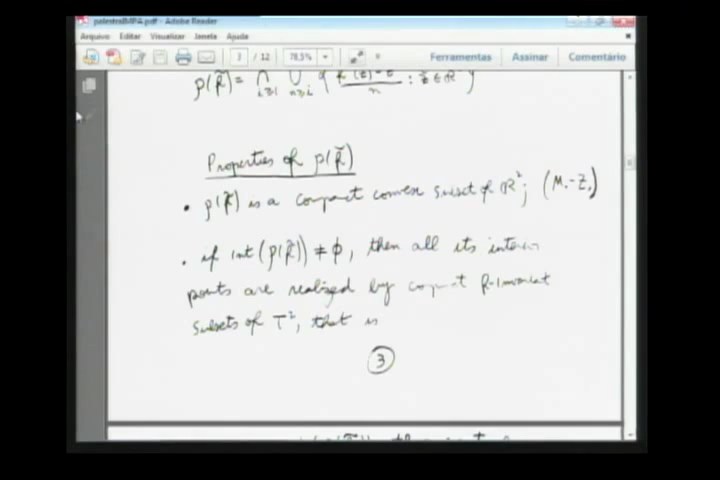 palestraIMPA.pdf - Adobe Reader
Arquivo Editar Visualizar Janela Ajuda
3 / 12 78,5% Ferramentas Assinar Comentário
Properties of ρ(f̃)
• ρ(f̃) is a compact convex subset of ℝ²; (M.-Z.)
• if int(ρ(f̃)) ≠ ∅, then all its interior
points are realized by compact f-invariant
subsets of T², that is
3